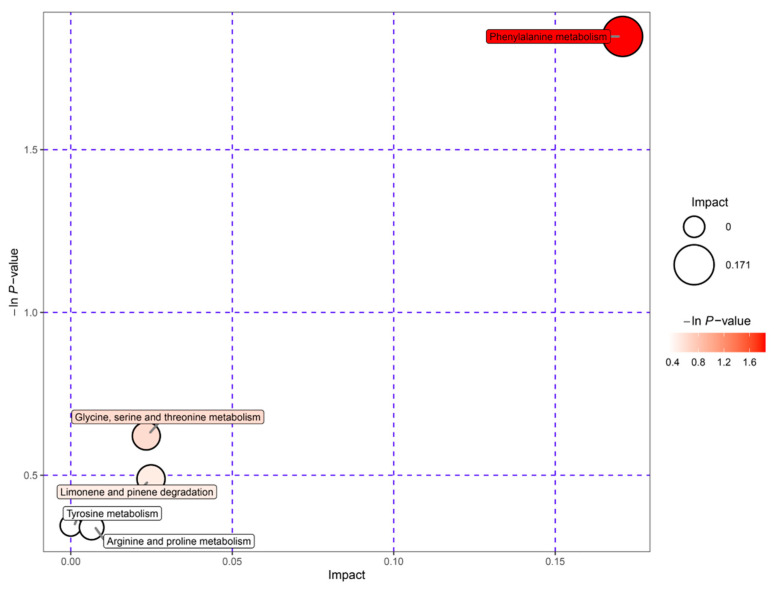 Phenylalanine metabolism
1.5
1.0
0.5
−ln P−value
Glycine, serine and threonine metabolism
Limonene and pinene degradation
Tyrosine metabolism
Arginine and proline metabolism
0.00
0.05
0.10
0.15
Impact
Impact
0
0.171
−ln P−value
0.4 0.8 1.2 1.6